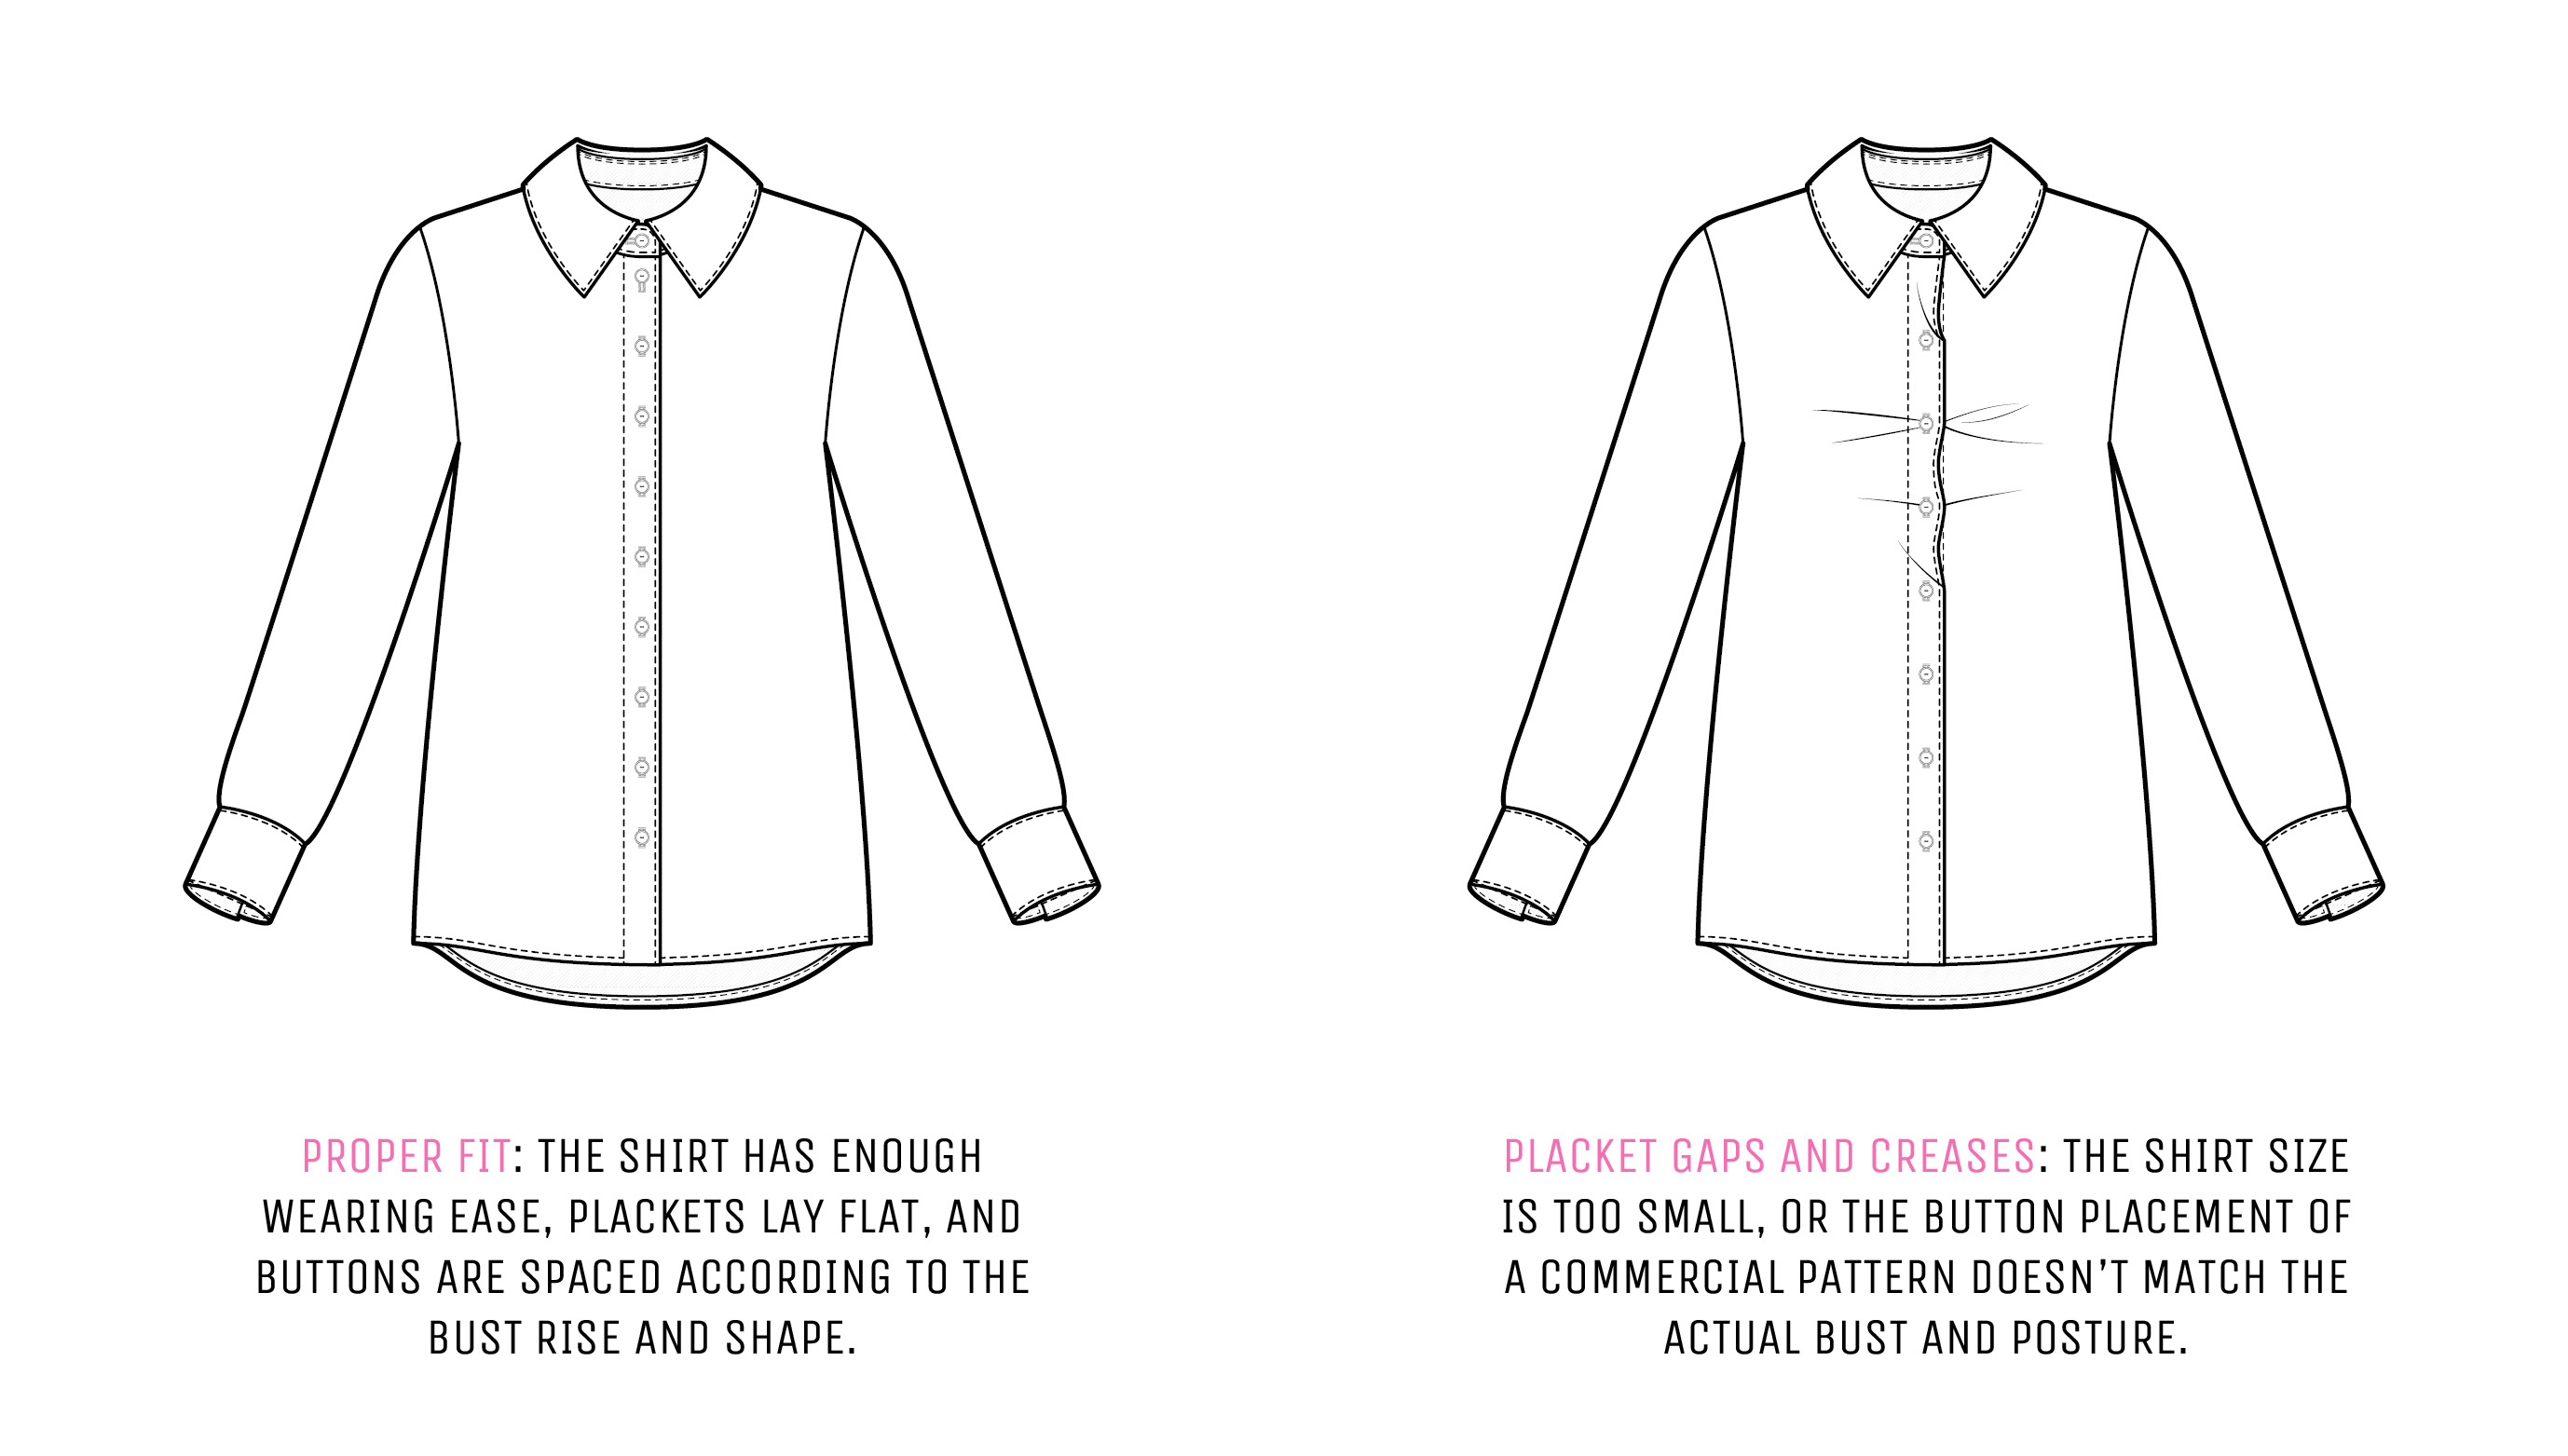 PROPER FIT: THE SHIRT HAS ENOUGH
WEARING EASE, PLACKETS LAY FLAT, AND
BUTTONS ARE SPACED ACCORDING TO THE
BUST RISE AND SHAPE.
PLACKET GAPS AND CREASES: THE SHIRT SIZE
IS TOO SMALL, OR THE BUTTON PLACEMENT OF
A COMMERCIAL PATTERN DOESN’T MATCH THE
ACTUAL BUST AND POSTURE.